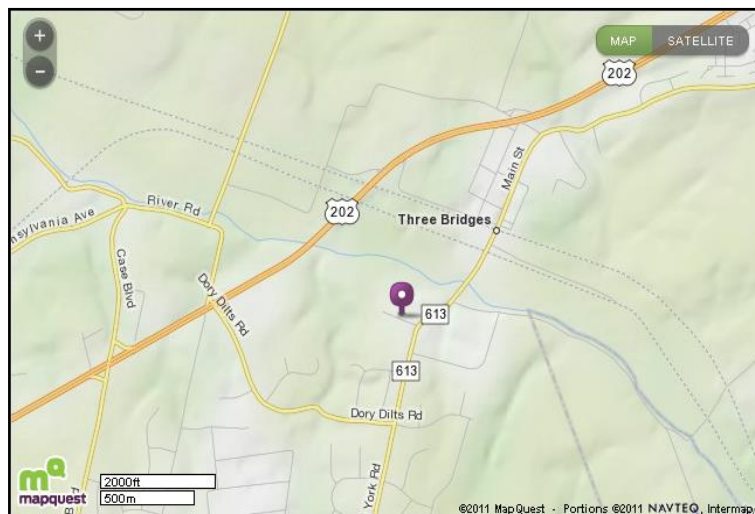 +
MAP SATELLITE
-
202
Main St
River Rd
202
Three Bridges
nsylvania Ave
Case Blvd
Dory Dilts Rd
613
613
Dory Dilts Rd
York Rd
mapquest
2000ft
500m
©2011 MapQuest - Portions ©2011 NAVTEQ, Intermap